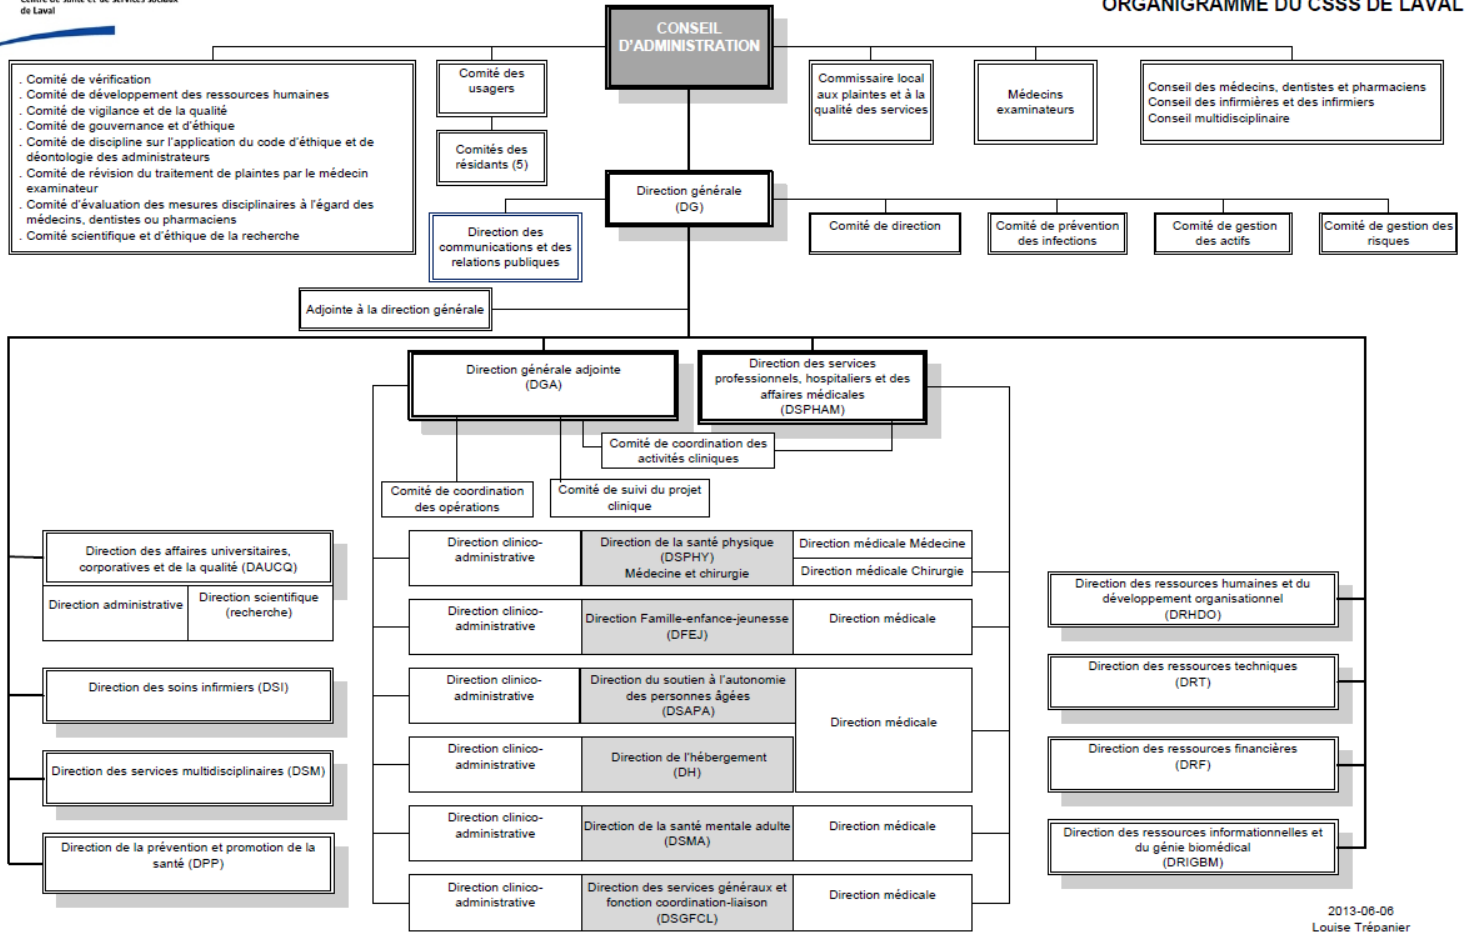 Centre de santé et de services sociaux
de Laval
ORGANIGRAMME DU CSSS DE LAVAL
CONSEIL
D'ADMINISTRATION
. Comité de vérification
. Comité de développement des ressources humaines
. Comité de vigilance et de la qualité
. Comité de gouvernance et d'éthique
. Comité de discipline sur l'application du code d'éthique et de
déontologie des administrateurs
. Comité de révision du traitement de plaintes par le médecin
examinateur
. Comité d'évaluation des mesures disciplinaires à l'égard des
médecins, dentistes ou pharmaciens
. Comité scientifique et d'éthique de la recherche
Comité des
usagers
Comités des
résidants (5)
Commissaire local
aux plaintes et à la
qualité des services
Médecins
examinateurs
Conseil des médecins, dentistes et pharmaciens
Conseil des infirmières et des infirmiers
Conseil multidisciplinaire
Direction générale
(DG)
Direction des
communications et des
relations publiques
Comité de direction
Comité de prévention
des infections
Comité de gestion
des actifs
Comité de gestion des
risques
Adjointe à la direction générale
Direction générale adjointe
(DGA)
Direction des services
professionnels, hospitaliers et des
affaires médicales
(DSPHAM)
Comité de coordination des
activités cliniques
Comité de coordination
des opérations
Comité de suivi du projet
clinique
Direction des affaires universitaires,
corporatives et de la qualité (DAUCQ)
Direction administrative
Direction scientifique
(recherche)
Direction des soins infirmiers (DSI)
Direction des services multidisciplinaires (DSM)
Direction de la prévention et promotion de la
santé (DPP)
Direction clinico-
administrative
Direction de la santé physique
(DSPHY)
Médecine et chirurgie
Direction médicale Médecine
Direction médicale Chirurgie
Direction clinico-
administrative
Direction Famille-enfance-jeunesse
(DFEJ)
Direction médicale
Direction clinico-
administrative
Direction du soutien à l'autonomie
des personnes âgées
(DSAPA)
Direction médicale
Direction clinico-
administrative
Direction de l'hébergement
(DH)
Direction clinico-
administrative
Direction de la santé mentale adulte
(DSMA)
Direction médicale
Direction clinico-
administrative
Direction des services généraux et
fonction coordination-liaison
(DSGFCL)
Direction médicale
Direction des ressources humaines et du
développement organisationnel
(DRHDO)
Direction des ressources techniques
(DRT)
Direction des ressources financières
(DRF)
Direction des ressources informationnelles et
du génie biomédical
(DRIGBM)
2013-06-06
Louise Trépanier